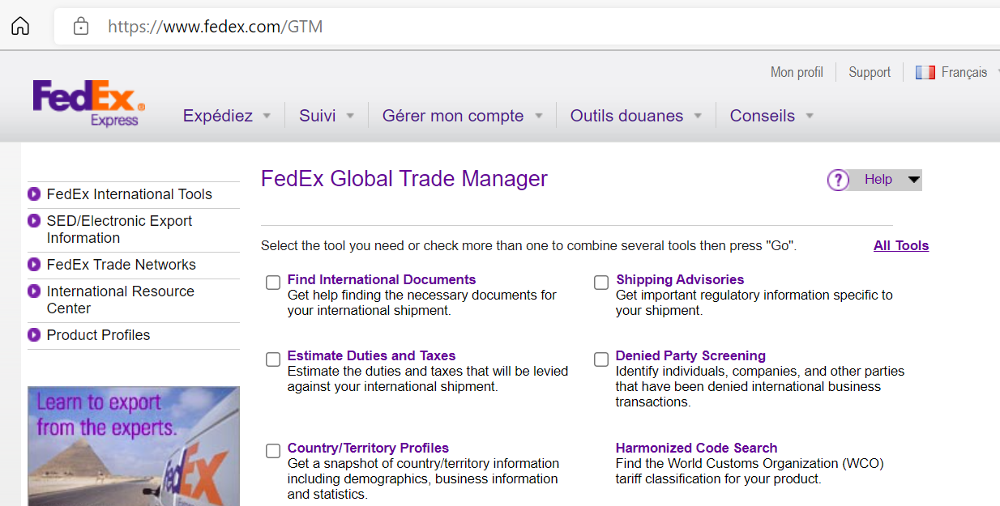 https://www.fedex.com/GTM
Mon profil
Support
Français
FedEx®
Express
Expédiez
Suivi
Gérer mon compte
Outils douanes
Conseils
FedEx International Tools
SED/Electronic Export
Information
FedEx Trade Networks
International Resource
Center
Product Profiles
Learn to export
from the experts.
FedEx
FedEx Global Trade Manager
? Help
Select the tool you need or check more than one to combine several tools then press "Go".
All Tools
Find International Documents
Get help finding the necessary documents for
your international shipment.
Shipping Advisories
Get important regulatory information specific to
your shipment.
Estimate Duties and Taxes
Estimate the duties and taxes that will be levied
against your international shipment.
Denied Party Screening
Identify individuals, companies, and other parties
that have been denied international business
transactions.
Country/Territory Profiles
Get a snapshot of country/territory information
including demographics, business information
and statistics.
Harmonized Code Search
Find the World Customs Organization (WCO)
tariff classification for your product.